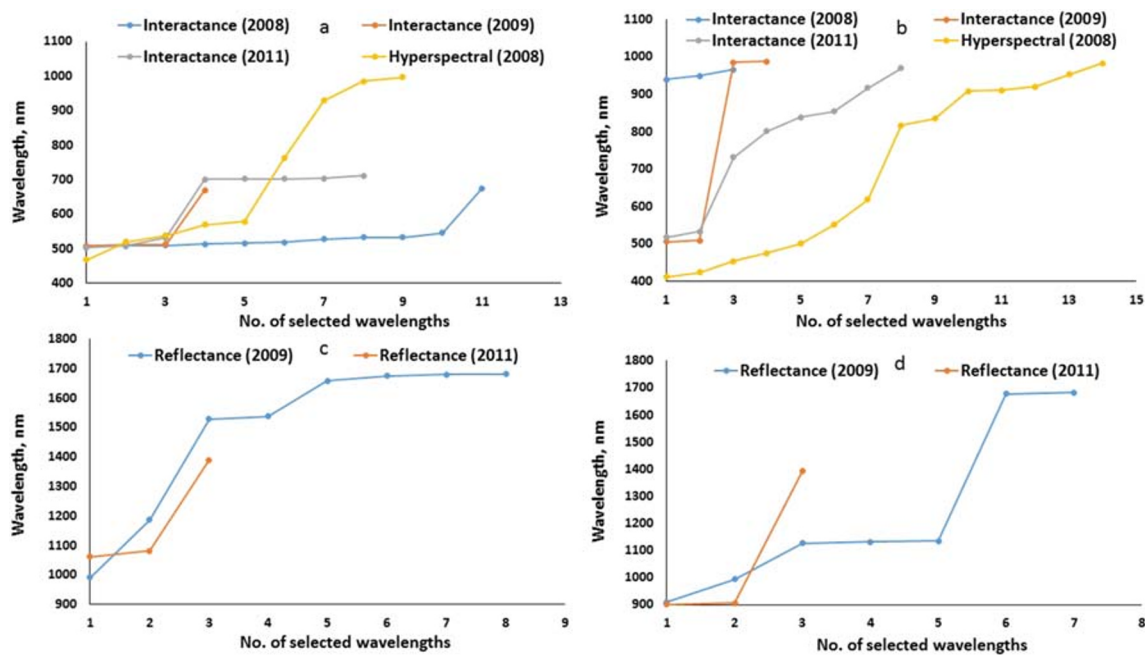 Interactance (2008) a Interactance (2009)
Interactance (2011) Hyperspectral (2008)
1100
1000
900
800
700
600
500
400
Wavelength, nm
1 3 5 7 9 11 13
No. of selected wavelengths
Interactance (2008) b Interactance (2009)
Interactance (2011) Hyperspectral (2008)
1100
1000
900
800
700
600
500
400
Wavelength, nm
1 3 5 7 9 11 13 15
No. of selected wavelengths
Reflectance (2009) c Reflectance (2011)
1800
1700
1600
1500
1400
1300
1200
1100
1000
900
Wavelength, nm
1 2 3 4 5 6 7 8 9
No. of selected wavelengths
Reflectance (2009) d Reflectance (2011)
1800
1700
1600
1500
1400
1300
1200
1100
1000
900
Wavelength, nm
1 2 3 4 5 6 7 8
No. of selected wavelengths